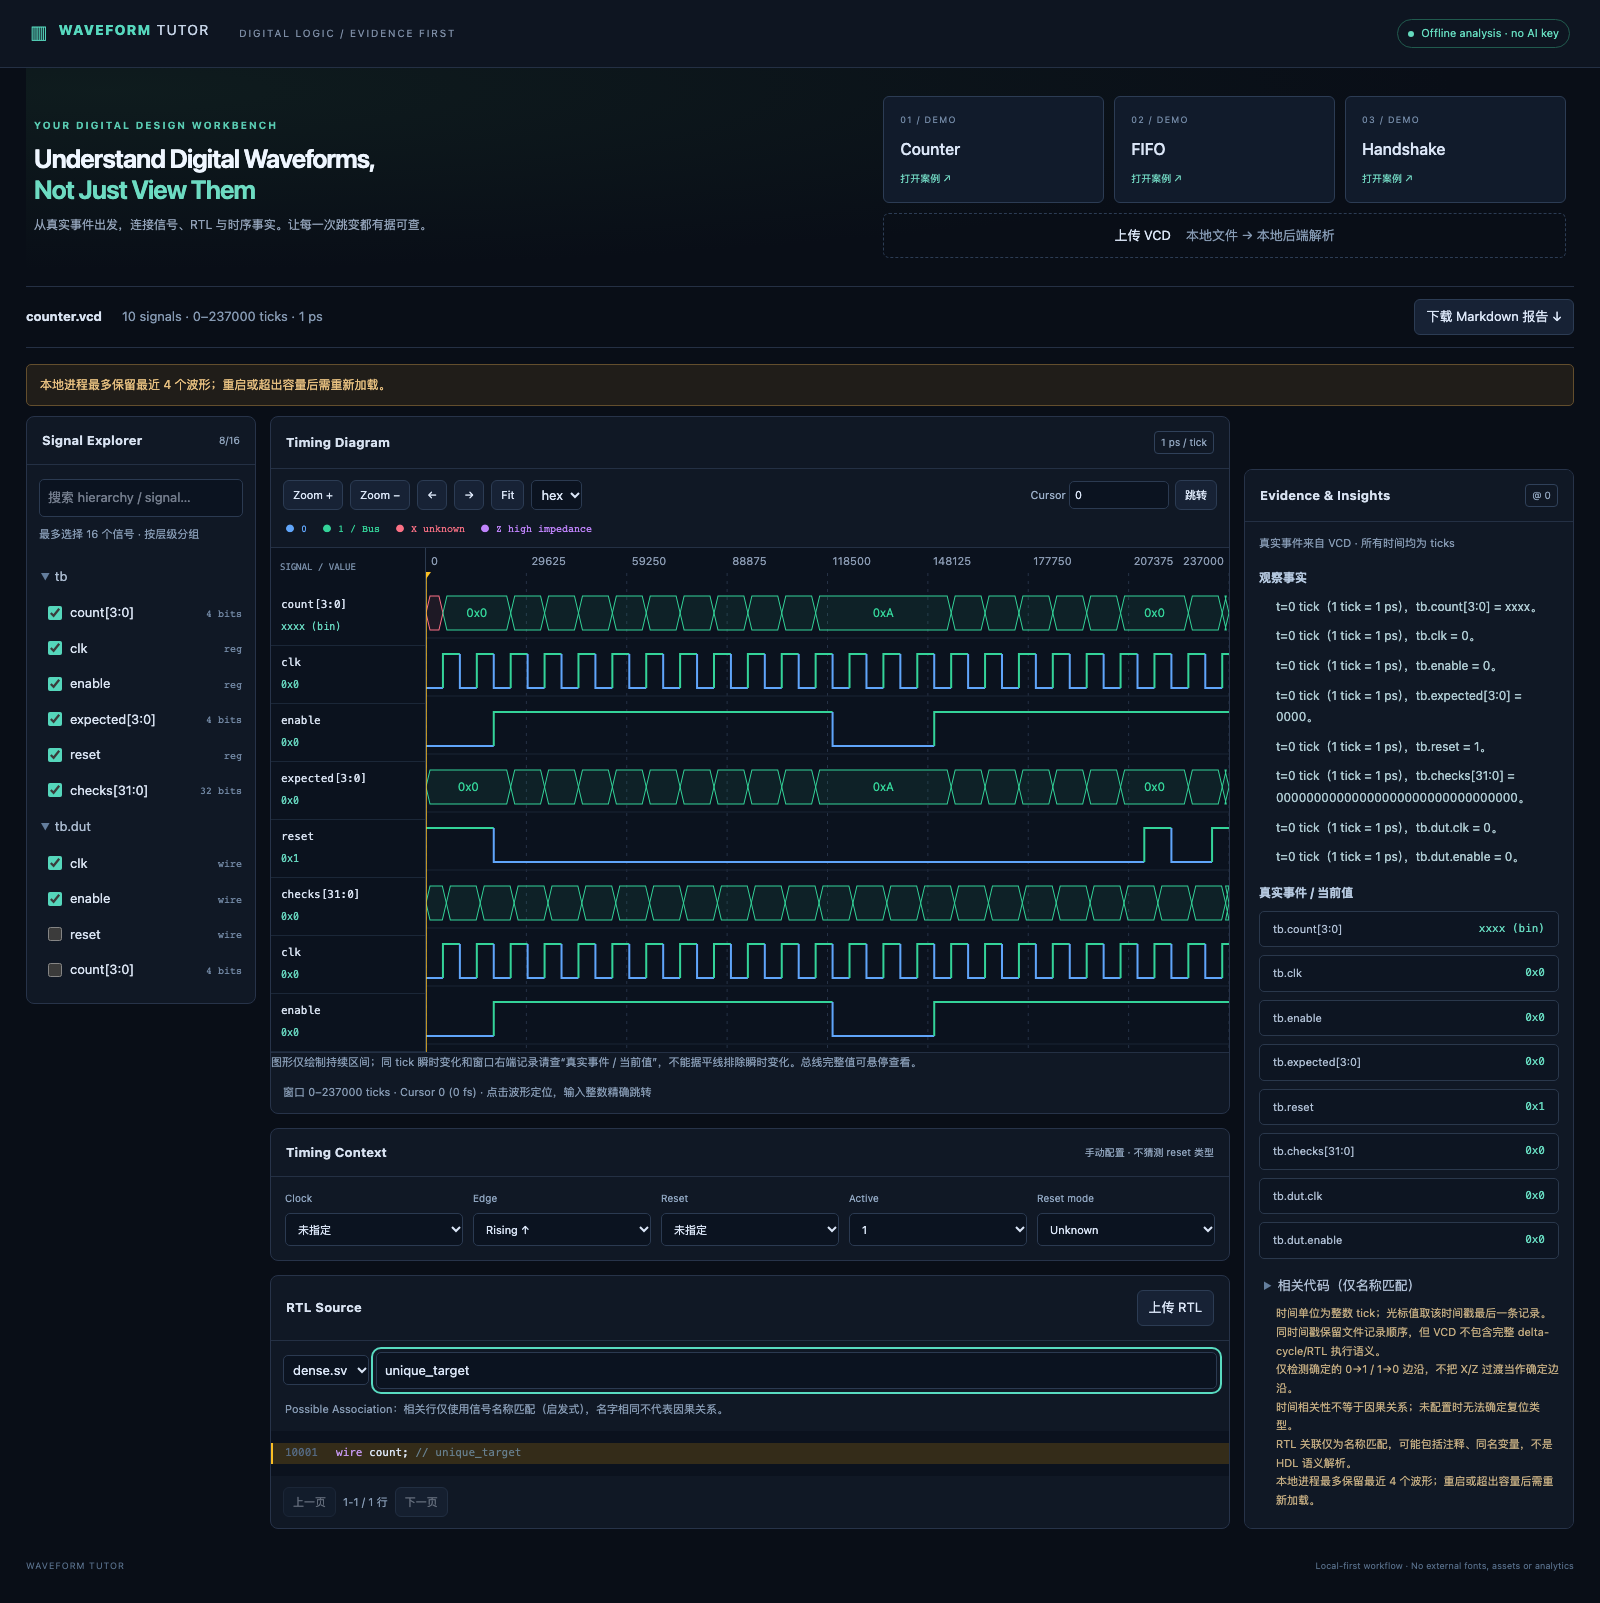 WAVEFORM TUTOR
DIGITAL LOGIC / EVIDENCE FIRST
Offline analysis · no AI key
YOUR DIGITAL DESIGN WORKBENCH
Understand Digital Waveforms,
Not Just View Them
从真实事件出发，连接信号、RTL 与时序事实。让每一次跳变都有据可查。
01 / DEMO
Counter
打开案例 ↗
02 / DEMO
FIFO
打开案例 ↗
03 / DEMO
Handshake
打开案例 ↗
上传 VCD 本地文件 → 本地后端解析
counter.vcd 10 signals · 0–237000 ticks · 1 ps
下载 Markdown 报告 ↓
本地进程最多保留最近 4 个波形；重启或超出容量后需重新加载。
Signal Explorer 8/16
搜索 hierarchy / signal...
最多选择 16 个信号 · 按层级分组
▼ tb
count[3:0] 4 bits
clk reg
enable reg
expected[3:0] 4 bits
reset reg
checks[31:0] 32 bits
▼ tb.dut
clk wire
enable wire
reset wire
count[3:0] 4 bits
Timing Diagram 1 ps / tick
Zoom + Zoom − ← → Fit hex Cursor 0 跳转
0 1 / Bus X unknown Z high impedance
SIGNAL / VALUE 0 29625 59250 88875 118500 148125 177750 207375 237000
count[3:0] 0x0 0xA 0x0
xxxx (bin)
clk
0x0
enable
0x0
expected[3:0] 0x0 0xA 0x0
0x0
reset
0x1
checks[31:0]
0x0
clk
0x0
enable
0x0
图形仅绘制持续区间；同 tick 瞬时变化和窗口右端记录请查“真实事件 / 当前值”，不能据平线排除瞬时变化。总线完整值可悬停查看。
窗口 0–237000 ticks · Cursor 0 (0 fs) · 点击波形定位，输入整数精确跳转
Timing Context 手动配置 · 不猜测 reset 类型
Clock Edge Reset Active Reset mode
未指定 Rising ↑ 未指定 1 Unknown
RTL Source 上传 RTL
dense.sv unique_target
Possible Association：相关行仅使用信号名称匹配（启发式），名字相同不代表因果关系。
10001 wire count; // unique_target
上一页 1-1 / 1 行 下一页
Evidence & Insights @ 0
真实事件来自 VCD · 所有时间均为 ticks
观察事实
t=0 tick（1 tick = 1 ps），tb.count[3:0] = xxxx。
t=0 tick（1 tick = 1 ps），tb.clk = 0。
t=0 tick（1 tick = 1 ps），tb.enable = 0。
t=0 tick（1 tick = 1 ps），tb.expected[3:0] =
0000。
t=0 tick（1 tick = 1 ps），tb.reset = 1。
t=0 tick（1 tick = 1 ps），tb.checks[31:0] =
00000000000000000000000000000000。
t=0 tick（1 tick = 1 ps），tb.dut.clk = 0。
t=0 tick（1 tick = 1 ps），tb.dut.enable = 0。
真实事件 / 当前值
tb.count[3:0] xxxx (bin)
tb.clk 0x0
tb.enable 0x0
tb.expected[3:0] 0x0
tb.reset 0x1
tb.checks[31:0] 0x0
tb.dut.clk 0x0
tb.dut.enable 0x0
▶ 相关代码（仅名称匹配）
时间单位为整数 tick；光标值取该时间戳最后一条记录。
同时间戳保留文件记录顺序，但 VCD 不包含完整 delta-
cycle/RTL 执行语义。
仅检测确定的 0→1 / 1→0 边沿，不把 X/Z 过渡当作确定边
沿。
时间相关性不等于因果关系；未配置时无法确定复位类
型。
RTL 关联仅为名称匹配，可能包括注释、同名变量，不是
HDL 语义解析。
本地进程最多保留最近 4 个波形；重启或超出容量后需重
新加载。
WAVEFORM TUTOR
Local-first workflow · No external fonts, assets or analytics